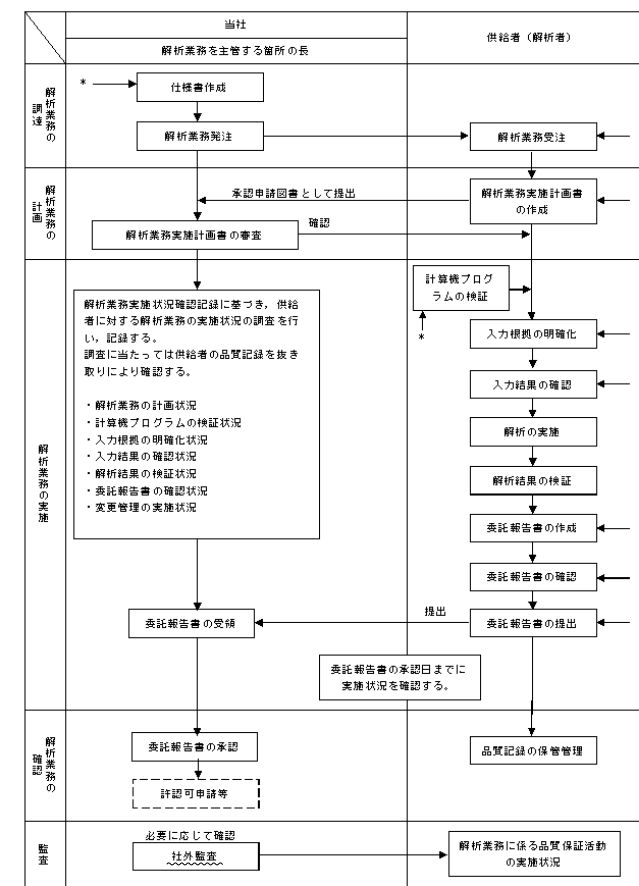 当社
供給者（解析者）
解析業務を主管する箇所の長
解析業務の
調達
*
仕様書作成
解析業務発注
解析業務受注
解析業務の
計画
承認申請図書として提出
解析業務実施計画書
の作成
解析業務実施計画書の審査
確認
解析業務の実施
計算機プログ
ラムの検証
*
解析業務実施状況確認記録に基づき，供給
者に対する解析業務の実施状況の調査を行
い，記録する。
調査に当たっては供給者の品質記録を抜き
取りにより確認する。
・解析業務の計画状況
・計算機プログラムの検証状況
・入力根拠の明確化状況
・入力結果の確認状況
・解析結果の検証状況
・委託報告書の確認状況
・変更管理の実施状況
入力根拠の明確化
入力結果の確認
解析の実施
解析結果の検証
委託報告書の作成
委託報告書の確認
委託報告書の受領
提出
委託報告書の提出
委託報告書の承認日までに
実施状況を確認する。
解析業務の
確認
委託報告書の承認
品質記録の保管管理
許認可申請等
監査
必要に応じて確認
社外監査
解析業務に係る品質保証活動
の実施状況